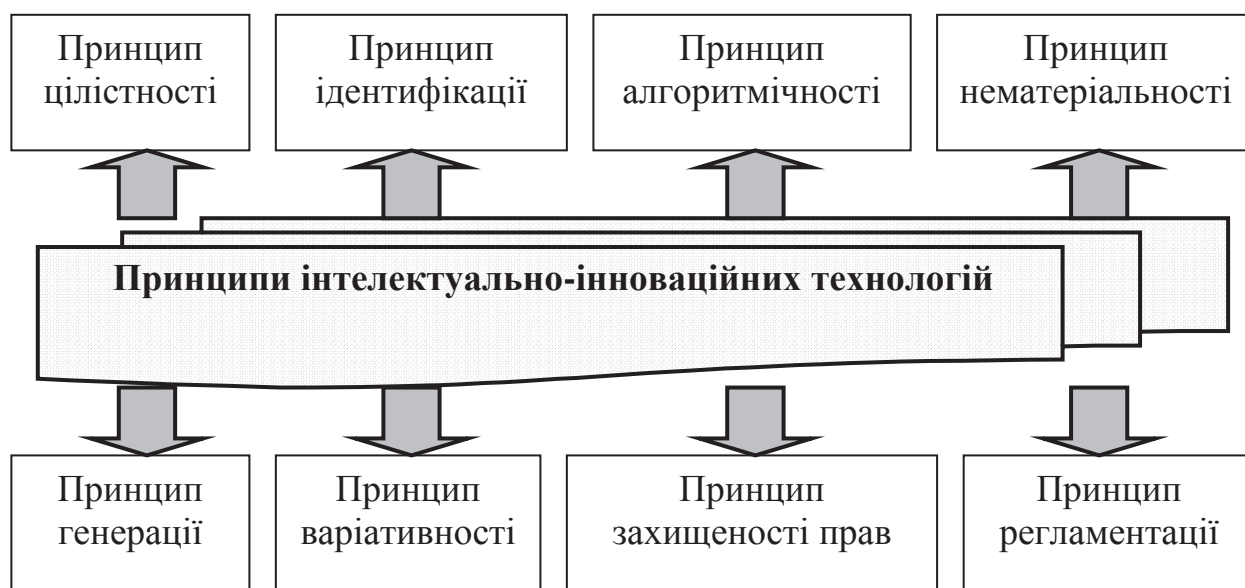 Принцип
цілістності
Принцип
ідентифікації
Принцип
алгоритмічності
Принцип
нематеріальності
Принципи інтелектуально-інноваційних технологій
Принцип
генерації
Принцип
варіативності
Принцип
захищеності прав
Принцип
регламентації